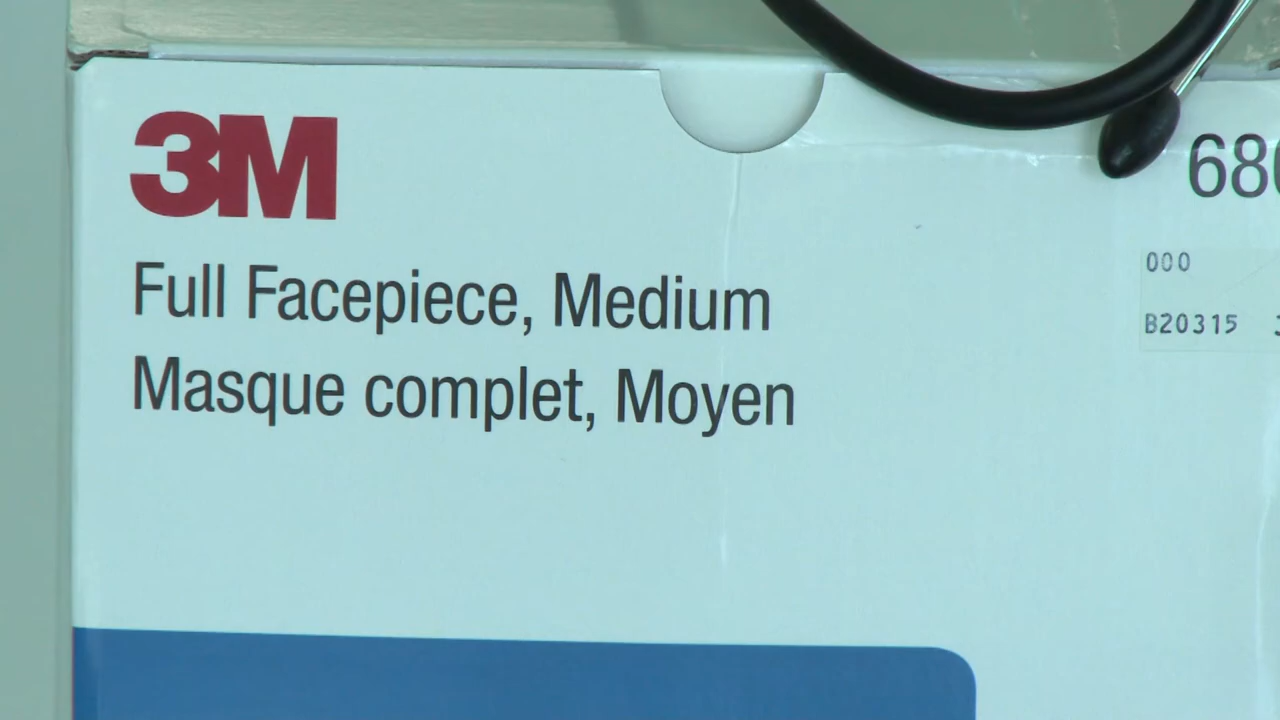 3M
Full Facepiece, Medium
Masque complet, Moyen
000
B20315